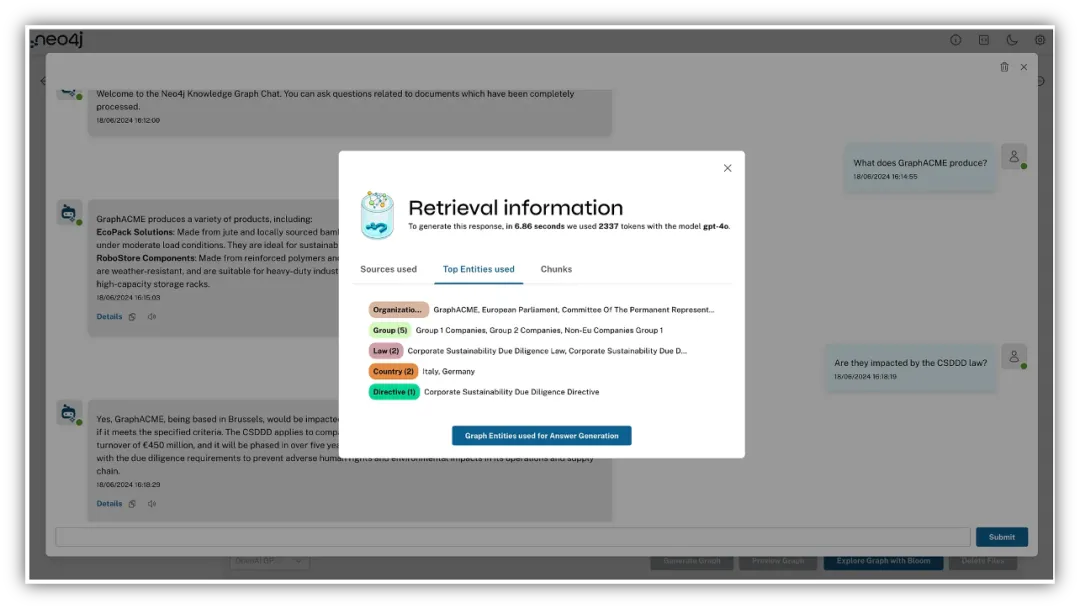 neo4j
Welcome to the Neo4j Knowledge Graph Chat. You can ask questions related to documents which have been completely
processed.
18/06/2024 16:12:00
What does GraphACME produce?
18/06/2024 16:14:55
GraphACME produces a variety of products, including:
EcoPack Solutions: Made from jute and locally sourced bam
under moderate load conditions. They are ideal for sustainab
RoboStore Components: Made from reinforced polymers an
are weather-resistant, and are suitable for heavy-duty indust
high-capacity storage racks.
18/06/2024 16:15:03
Details
Are they impacted by the CSDDD law?
18/06/2024 16:18:19
Yes, GraphACME, being based in Brussels, would be impacte
if it meets the specified criteria. The CSDDD applies to comp
turnover of €450 million, and it will be phased in over five yea
with the due diligence requirements to prevent adverse human rights and environmental impacts in its operations and supply
chain.
18/06/2024 16:18:29
Details
Retrieval information
To generate this response, in 6.86 seconds we used 2337 tokens with the model gpt-4o.
Sources used Top Entities used Chunks
Organizatio... GraphACME, European Parliament, Committee Of The Permanent Represent...
Group (5) Group 1 Companies, Group 2 Companies, Non-Eu Companies Group 1
Law (2) Corporate Sustainability Due Diligence Law, Corporate Sustainability Due D...
Country (2) Italy, Germany
Directive (1) Corporate Sustainability Due Diligence Directive
Graph Entities used for Answer Generation
Submit
Generate Graph Preview Graph Explore Graph with Bloom Delete Files